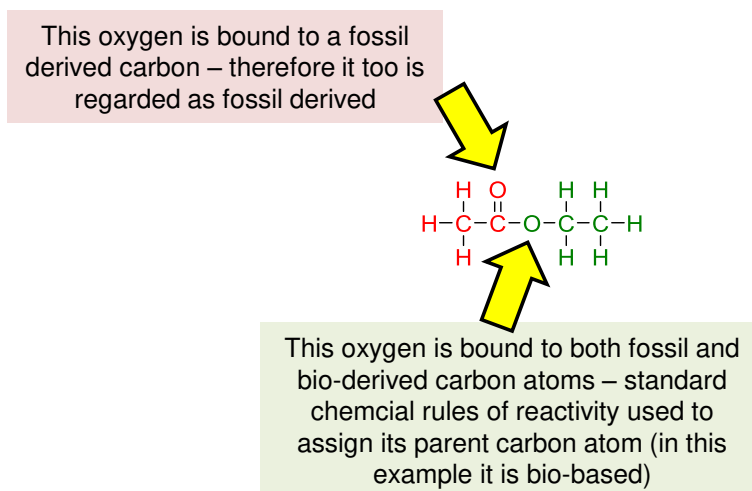 This oxygen is bound to a fossil
derived carbon – therefore it too is
regarded as fossil derived
H O H H
H–C–C–O–C–C–H
H H H
This oxygen is bound to both fossil and
bio-derived carbon atoms – standard
chemcial rules of reactivity used to
assign its parent carbon atom (in this
example it is bio-based)